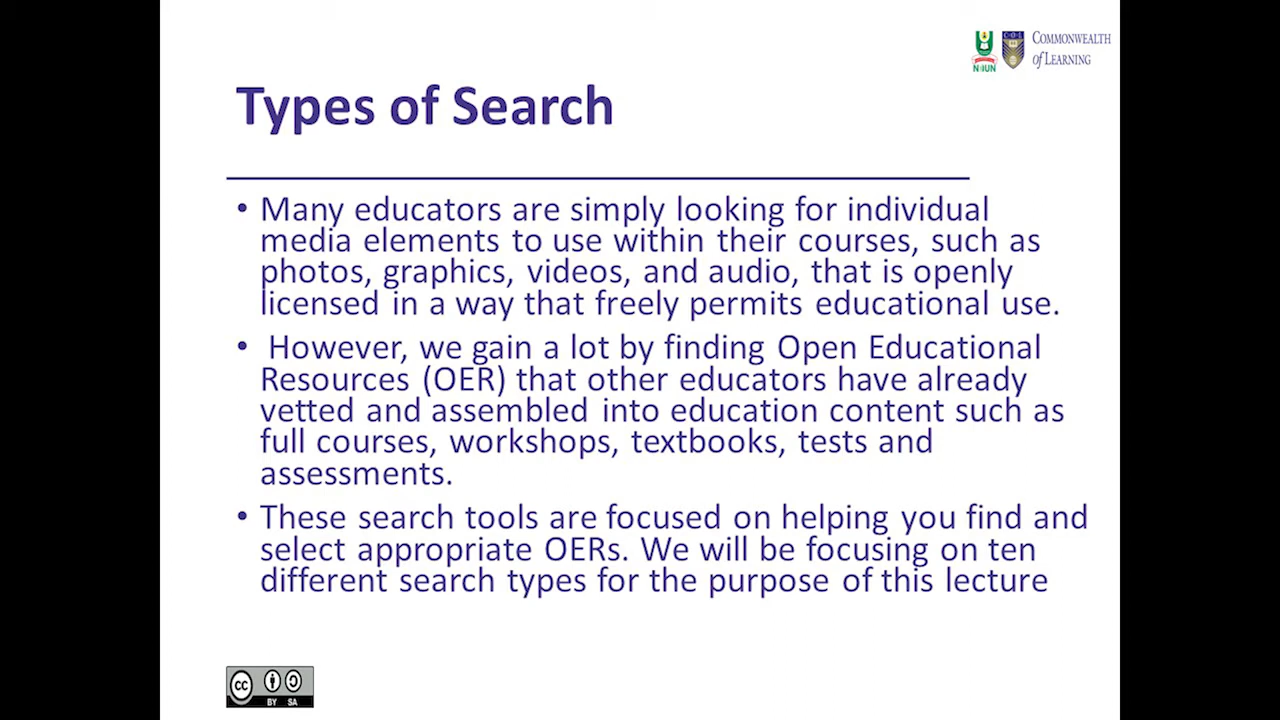 NOUN
COL
COMMONWEALTH
of LEARNING
Types of Search
• Many educators are simply looking for individual
media elements to use within their courses, such as
photos, graphics, videos, and audio, that is openly
licensed in a way that freely permits educational use.
• However, we gain a lot by finding Open Educational
Resources (OER) that other educators have already
vetted and assembled into education content such as
full courses, workshops, textbooks, tests and
assessments.
• These search tools are focused on helping you find and
select appropriate OERs. We will be focusing on ten
different search types for the purpose of this lecture
cc
BY SA